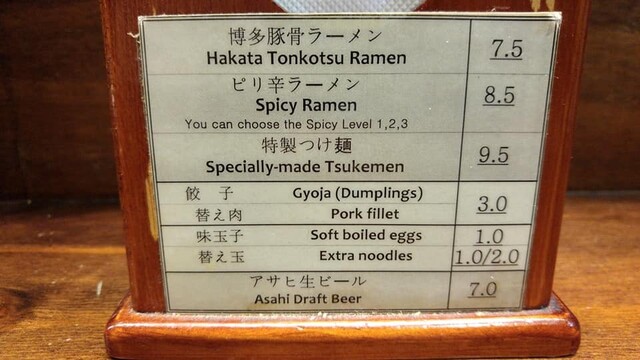 博多豚骨ラーメン
Hakata Tonkotsu Ramen 7.5
ピリ辛ラーメン
Spicy Ramen 8.5
You can choose the Spicy Level 1,2,3
特製つけ麺
Specially-made Tsukemen 9.5
餃 子 Gyoja (Dumplings)
替え肉 Pork fillet 3.0
味玉子 Soft boiled eggs 1.0
替え玉 Extra noodles 1.0/2.0
アサヒ生ビール
Asahi Draft Beer 7.0